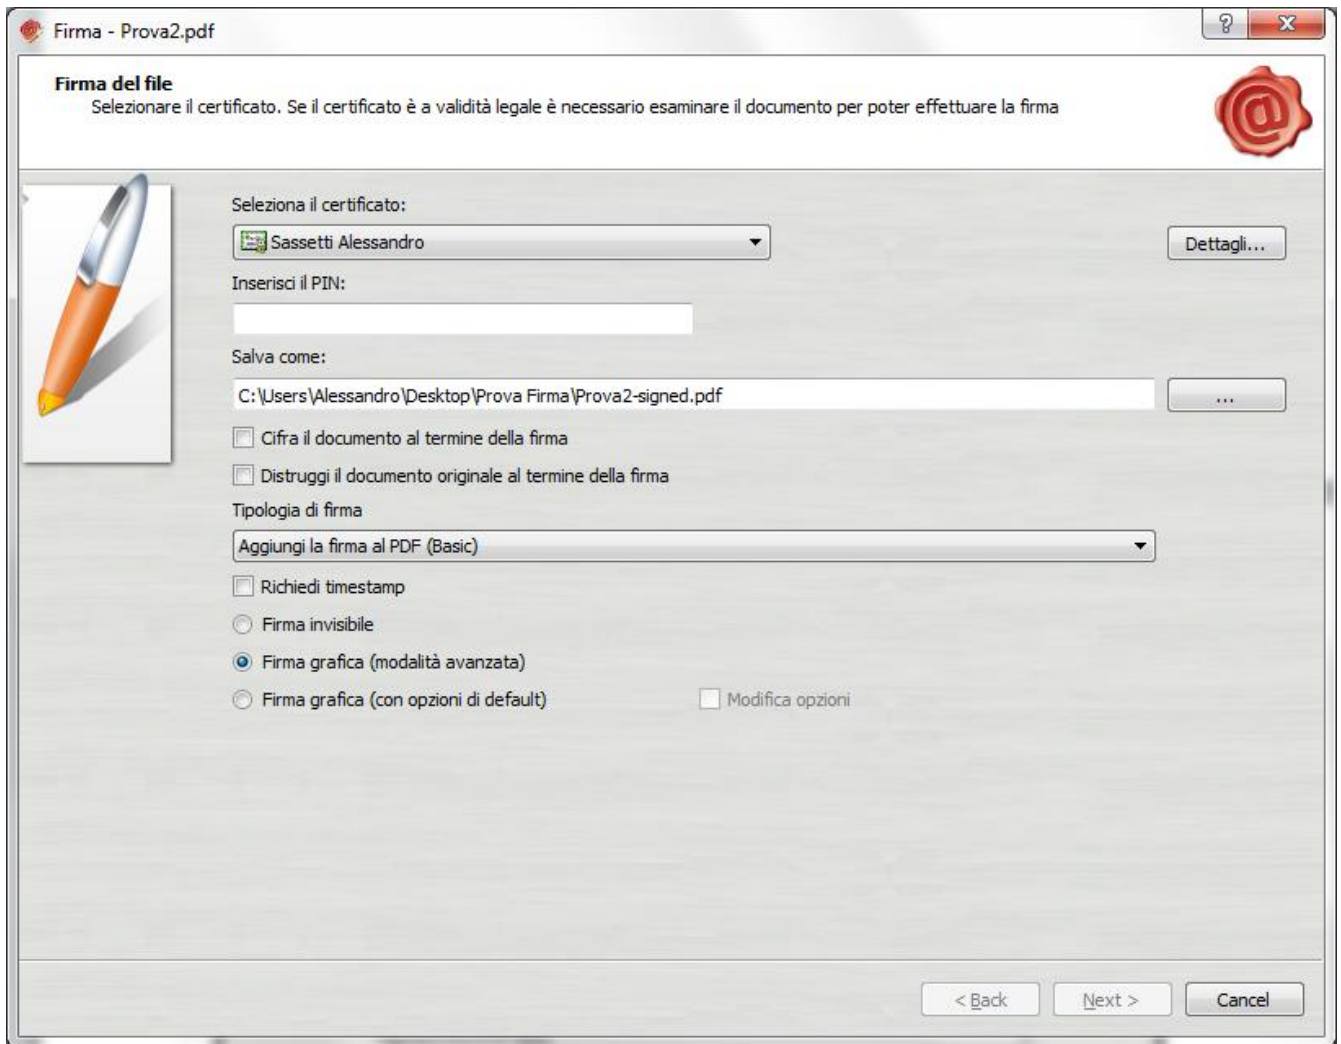 Firma - Prova2.pdf
?
Firma del file
Selezionare il certificato. Se il certificato è a validità legale è necessario esaminare il documento per poter effettuare la firma
@
Seleziona il certificato:
Sassetti Alessandro
Dettagli...
Inserisci il PIN:
Salva come:
C:\Users\Alessandro\Desktop\Prova Firma\Prova2-signed.pdf
...
Cifra il documento al termine della firma
Distruggi il documento originale al termine della firma
Tipologia di firma
Aggiungi la firma al PDF (Basic)
Richiedi timestamp
Firma invisibile
Firma grafica (modalità avanzata)
Firma grafica (con opzioni di default)
Modifica opzioni
< Back
Next >
Cancel